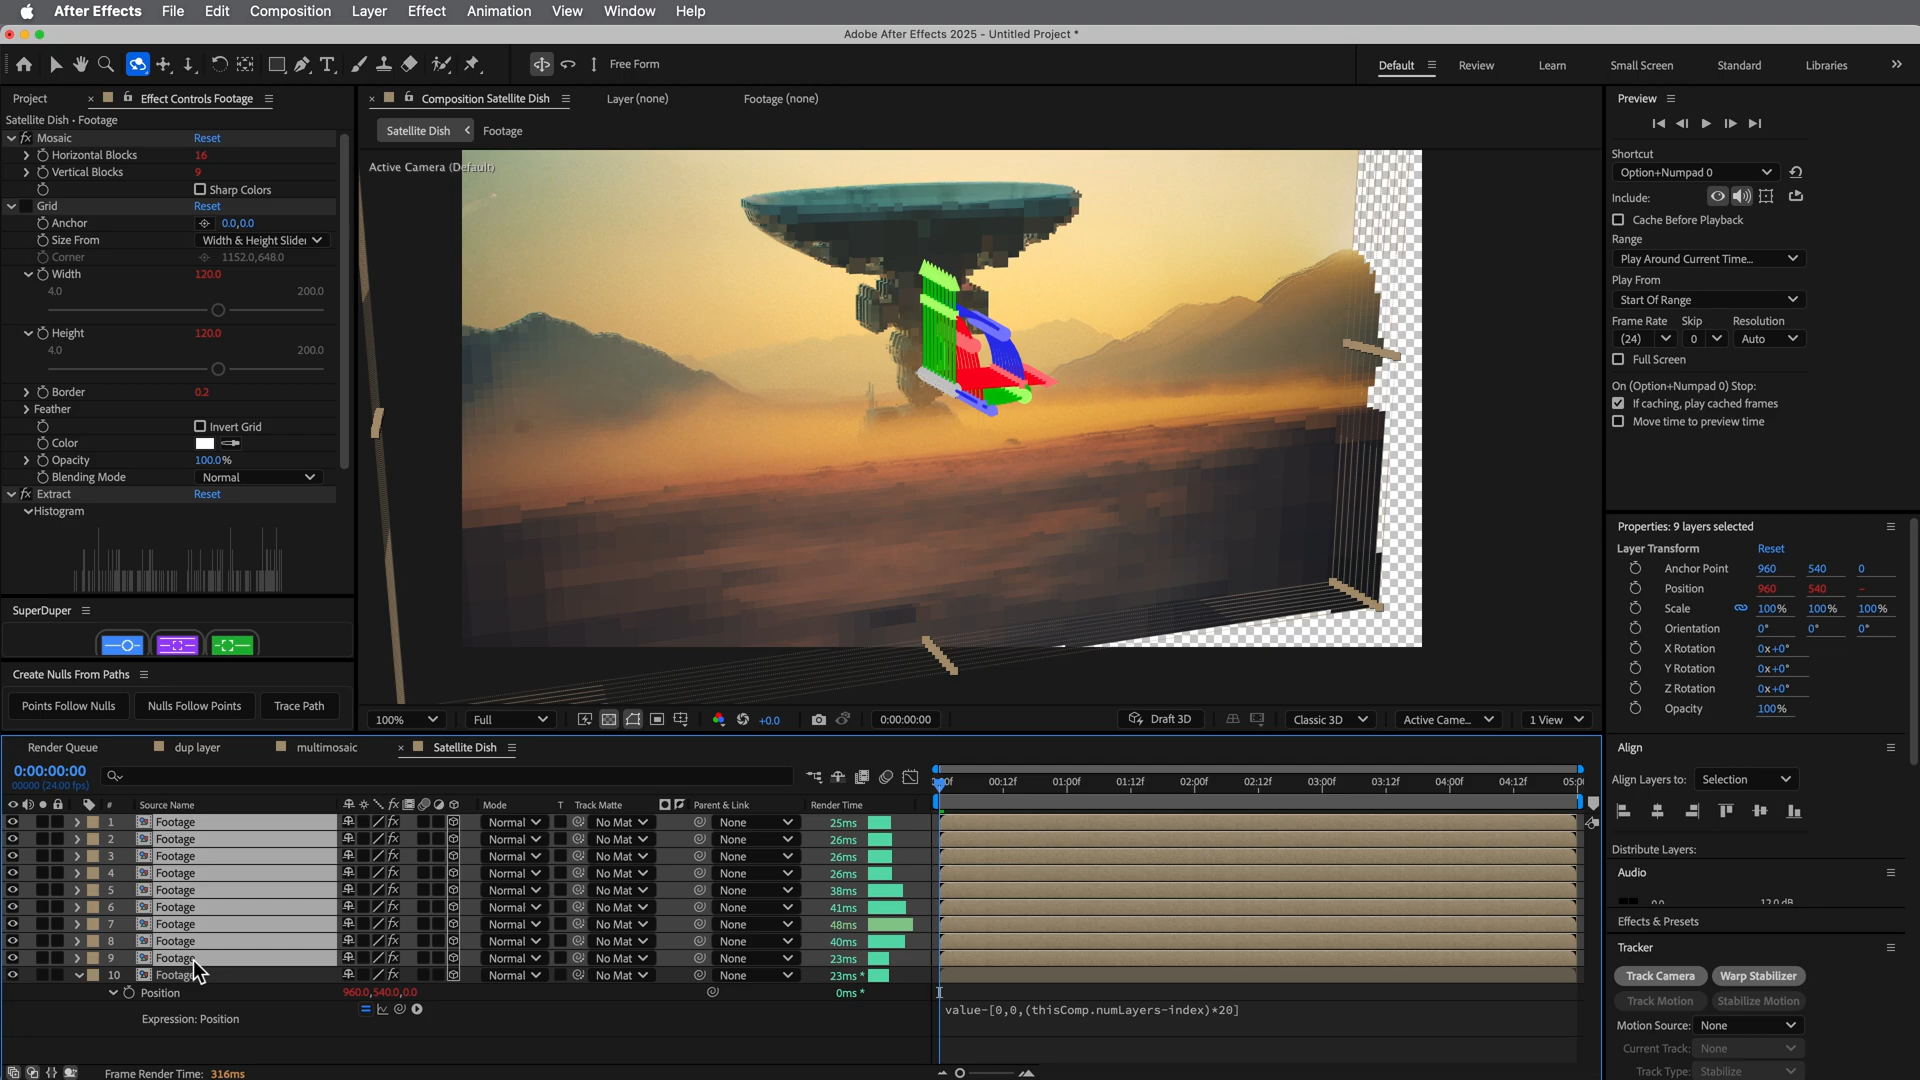 After Effects File Edit Composition Layer Effect Animation View Window Help
Adobe After Effects 2025 - Untitled Project *
Free Form
Default Review Learn Small Screen Standard Libraries
Project Effect Controls Footage
Satellite Dish • Footage
fx Mosaic Reset
Horizontal Blocks 16
Vertical Blocks 9
Sharp Colors
Grid Reset
Anchor 0.0,0.0
Size From Width & Height Slider
Corner 1152.0,648.0
Width 120.0
4.0 200.0
Height 120.0
4.0 200.0
Border 0.2
Feather
Invert Grid
Color
Opacity 100.0%
Blending Mode Normal
fx Extract Reset
Histogram
SuperDuper
Create Nulls From Paths
Points Follow Nulls Nulls Follow Points Trace Path
Composition Satellite Dish Layer (none) Footage (none)
Satellite Dish Footage
Active Camera (Default)
100% Full +0.0 0:00:00:00 Draft 3D Classic 3D Active Came... 1 View
Preview
Shortcut
Option+Numpad 0
Include:
Cache Before Playback
Range
Play Around Current Time...
Play From
Start Of Range
Frame Rate Skip Resolution
(24) 0 Auto
Full Screen
On (Option+Numpad 0) Stop:
If caching, play cached frames
Move time to preview time
Properties: 9 layers selected
Layer Transform Reset
Anchor Point 960 540 0
Position 960 540 –
Scale 100% 100% 100%
Orientation 0° 0° 0°
X Rotation 0x+0°
Y Rotation 0x+0°
Z Rotation 0x+0°
Opacity 100%
Align
Align Layers to: Selection
Distribute Layers:
Audio
0.0 12.0 dB
Effects & Presets
Tracker
Track Camera Warp Stabilizer
Track Motion Stabilize Motion
Motion Source: None
Current Track: None
Track Type: Stabilize
Render Queue dup layer multimosaic Satellite Dish
0:00:00:00
00000 (24.00 fps)
00:12f 01:00f 01:12f 02:00f 02:12f 03:00f 03:12f 04:00f 04:12f
# Source Name fx Mode T Track Matte Parent & Link Render Time
1 Footage fx Normal No Mat None 25ms
2 Footage fx Normal No Mat None 26ms
3 Footage fx Normal No Mat None 26ms
4 Footage fx Normal No Mat None 26ms
5 Footage fx Normal No Mat None 38ms
6 Footage fx Normal No Mat None 41ms
7 Footage fx Normal No Mat None 48ms
8 Footage fx Normal No Mat None 40ms
9 Footage fx Normal No Mat None 23ms
10 Footage fx Normal No Mat None 23ms *
Position 960.0,540.0,0.0 0ms *
Expression: Position value-[0,0,(thisComp.numLayers-index)*20]
Frame Render Time: 316ms